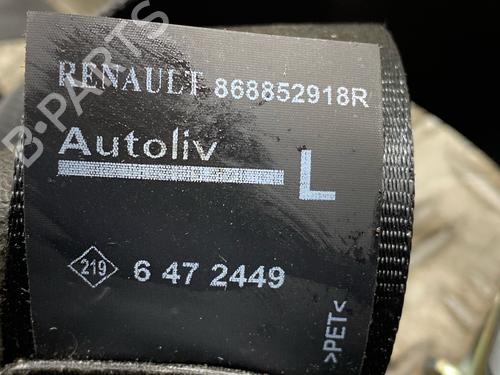 RENAULT 868852918R
Autoliv
L
219 6 47 2449
>PET<
B-PARTS